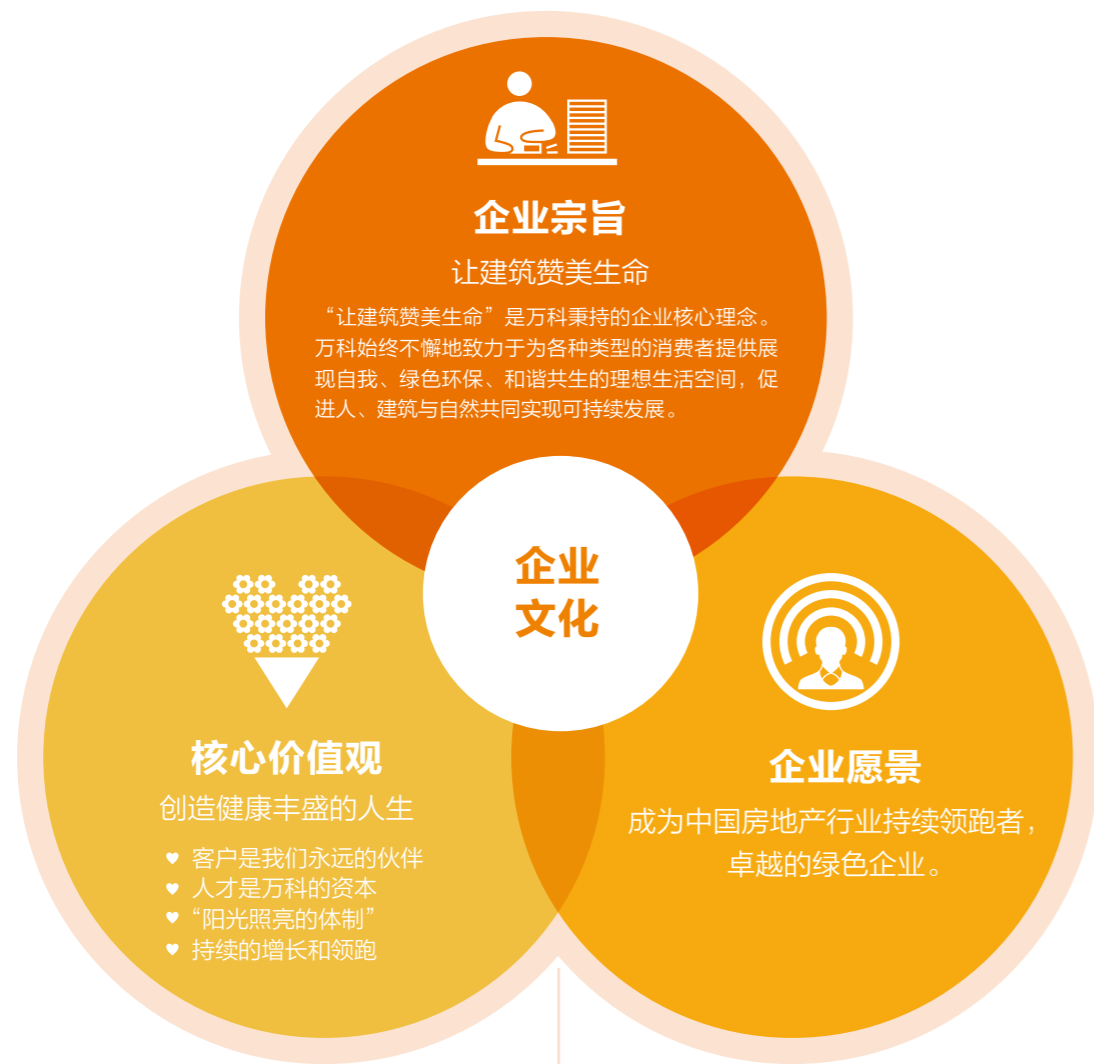 企业宗旨
让建筑赞美生命
“让建筑赞美生命”是万科秉持的企业核心理念。
万科始终不懈地致力于为各种类型的消费者提供展
现自我、绿色环保、和谐共生的理想生活空间，促
进人、建筑与自然共同实现可持续发展。
企业
文化
核心价值观
创造健康丰盛的人生
♥ 客户是我们永远的伙伴
♥ 人才是万科的资本
♥ “阳光照亮的体制”
♥ 持续的增长和领跑
企业愿景
成为中国房地产行业持续领跑者，
卓越的绿色企业。